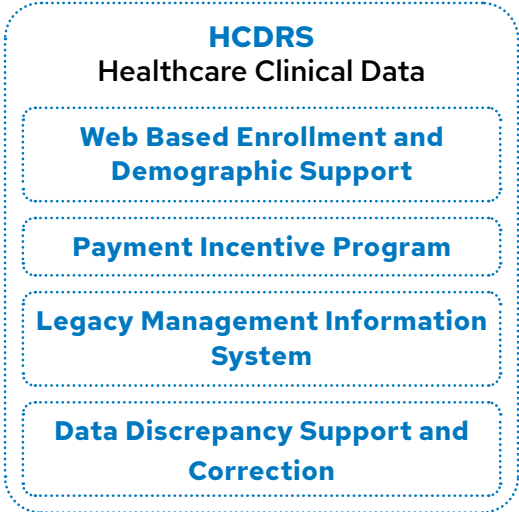 HCDRS
Healthcare Clinical Data
Web Based Enrollment and
Demographic Support
Payment Incentive Program
Legacy Management Information
System
Data Discrepancy Support and
Correction